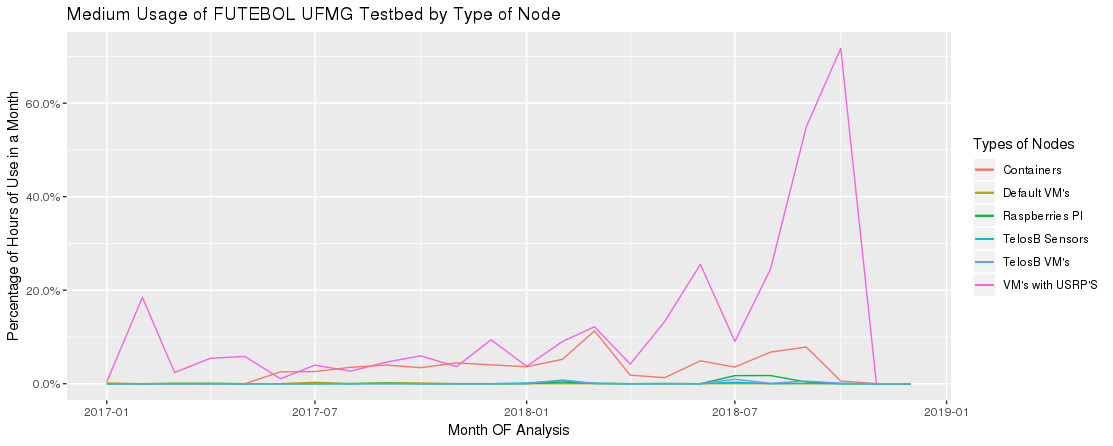 Medium Usage of FUTEBOL UFMG Testbed by Type of Node
Percentage of Hours of Use in a Month
60.0%
40.0%
20.0%
0.0%
2017-01
2017-07
2018-01
2018-07
2019-01
Month OF Analysis
Types of Nodes
Containers
Default VM's
Raspberries PI
TelosB Sensors
TelosB VM's
VM's with USRP'S